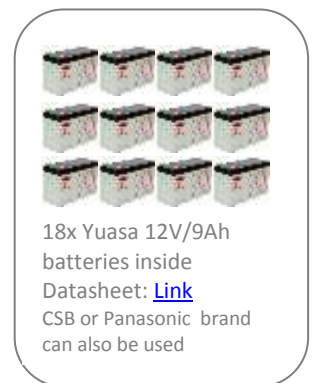 18x Yuasa 12V/9Ah
batteries inside
Datasheet: Link
CSB or Panasonic brand
can also be used